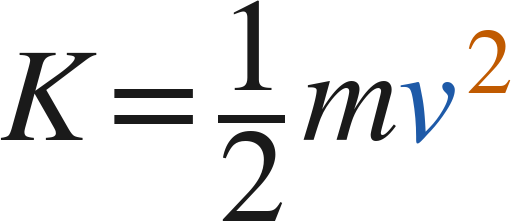 K = 1/2 mv²